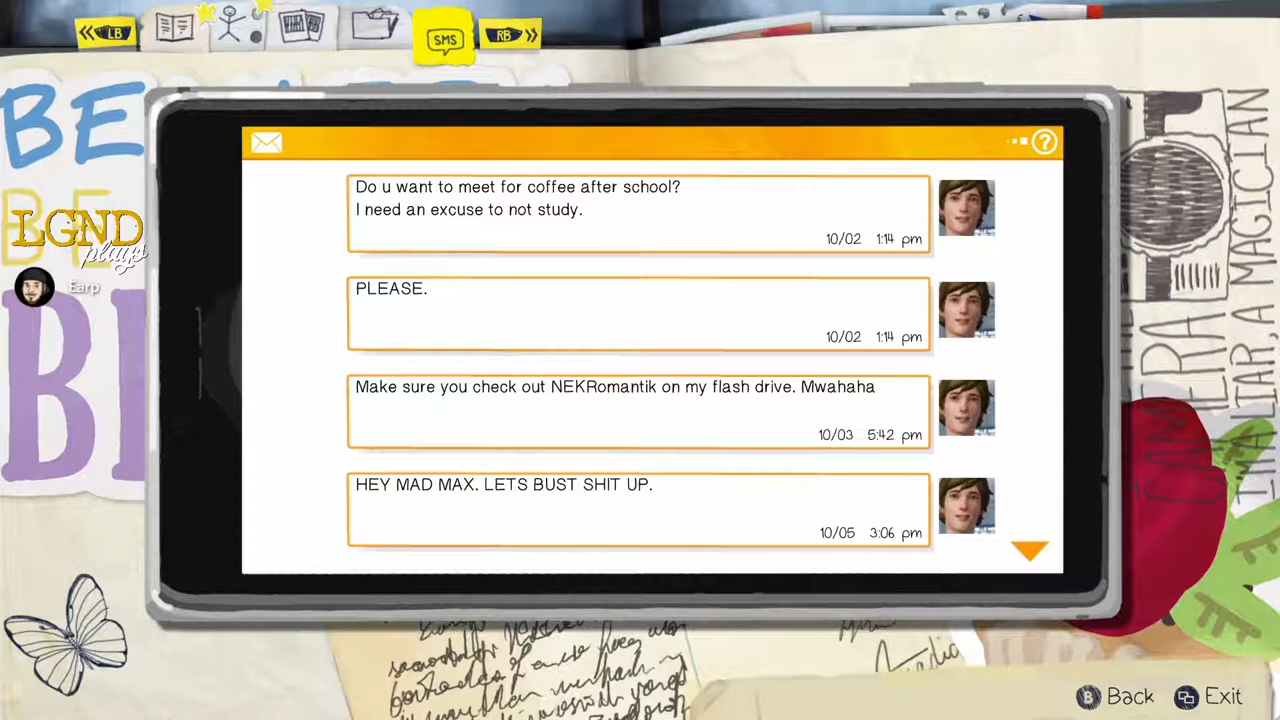 LB
SMS
RB
BE
BE
LGND
plays
Earp
Do u want to meet for coffee after school?
I need an excuse to not study.
10/02 1:14 pm
PLEASE.
10/02 1:14 pm
Make sure you check out NEKRomantik on my flash drive. Mwahaha
10/03 5:42 pm
HEY MAD MAX. LETS BUST SHIT UP.
10/05 3:06 pm
?
A MAGICIAN
LIAR,
B Back
Exit